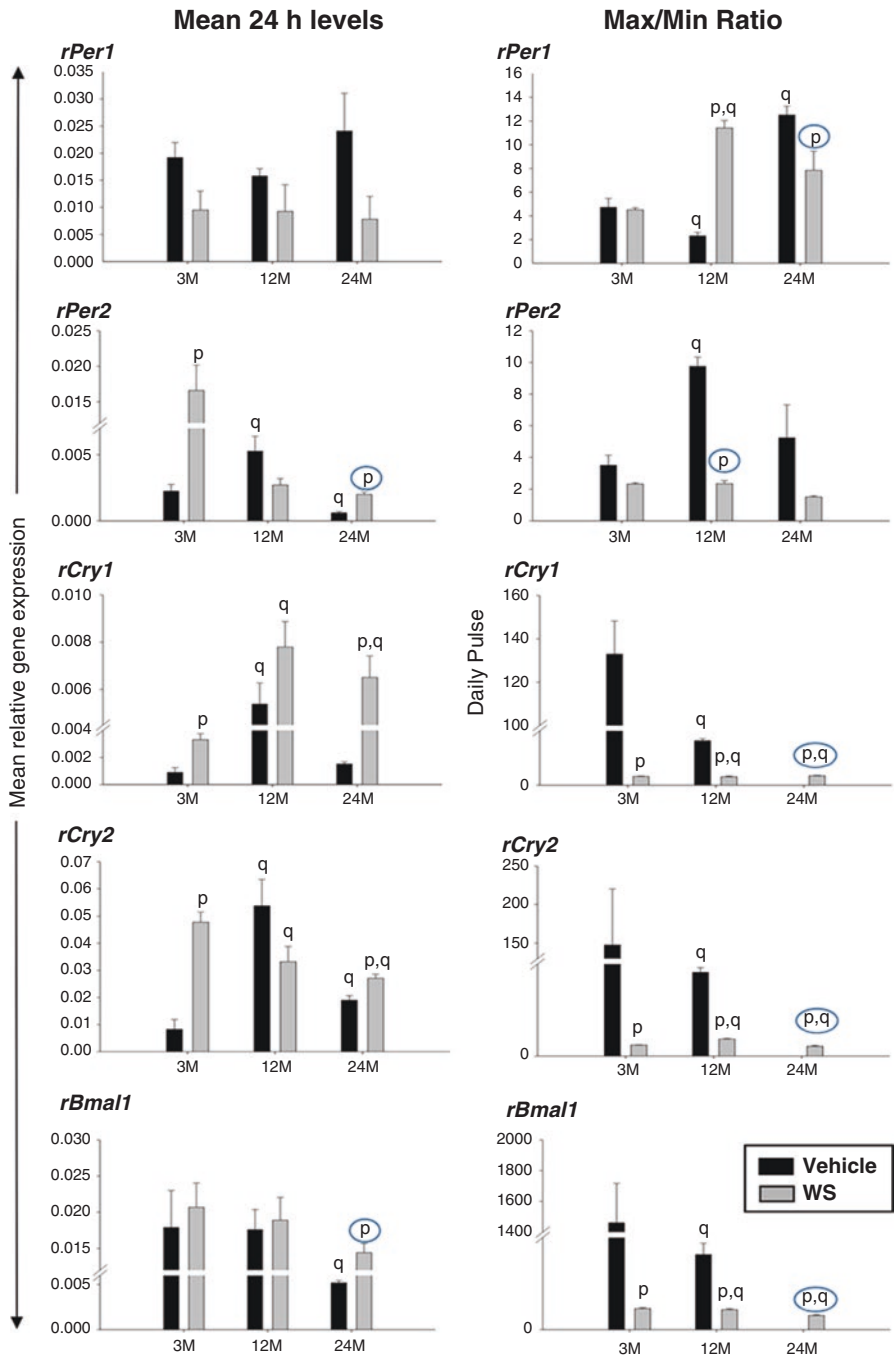 Mean 24 h levels
Max/Min Ratio
Mean relative gene expression
rPer1
0.035
0.030
0.025
0.020
0.015
0.010
0.005
0.000
3M 12M 24M
rPer1
16
14
12
10
8
6
4
2
0
q
p,q
q
p
3M 12M 24M
rPer2
0.025
0.020
0.015
0.005
0.000
p
q
q
p
3M 12M 24M
rPer2
12
10
8
6
4
2
0
q
p
3M 12M 24M
rCry1
0.010
0.008
0.006
0.004
0.002
0.000
p
q
q
p,q
3M 12M 24M
Daily Pulse
rCry1
160
140
120
100
0
p
q
p,q
p,q
3M 12M 24M
rCry2
0.07
0.06
0.05
0.04
0.03
0.02
0.01
0.00
p
q
q
q
p,q
3M 12M 24M
rCry2
250
150
0
p
q
p,q
p,q
3M 12M 24M
rBmal1
0.030
0.025
0.020
0.015
0.005
0.000
q
p
3M 12M 24M
rBmal1
2000
1600
1400
0
p
q
p,q
p,q
3M 12M 24M
Vehicle
WS